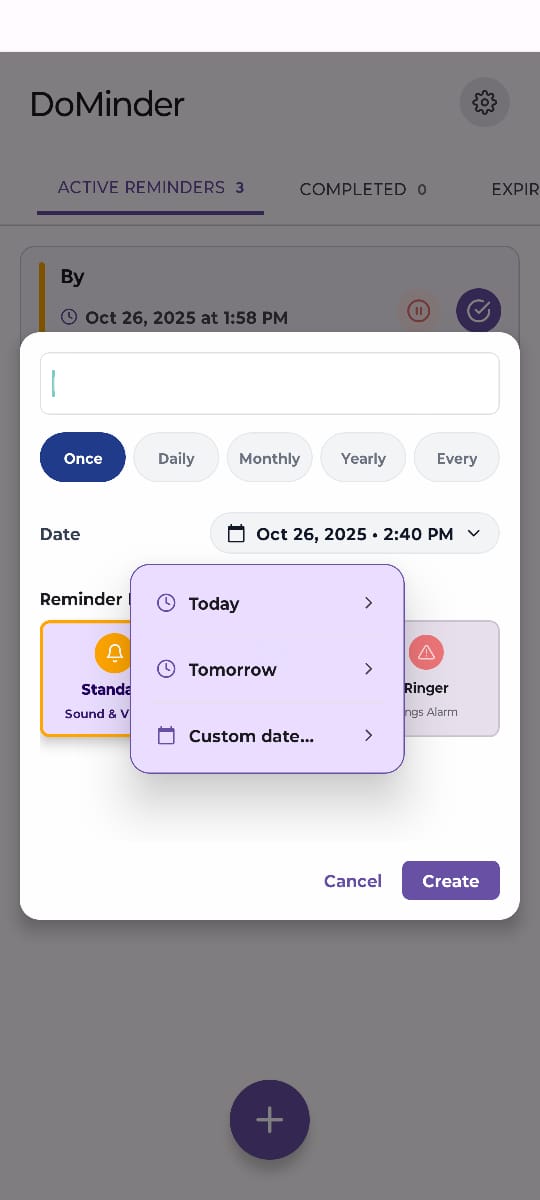 DoMinder
ACTIVE REMINDERS 3 COMPLETED 0 EXPIR
By
Oct 26, 2025 at 1:58 PM
Once Daily Monthly Yearly Every
Date Oct 26, 2025 • 2:40 PM
Reminder
Today
Tomorrow
Custom date...
Standa
Sound & V
Ringer
ngs Alarm
Cancel Create